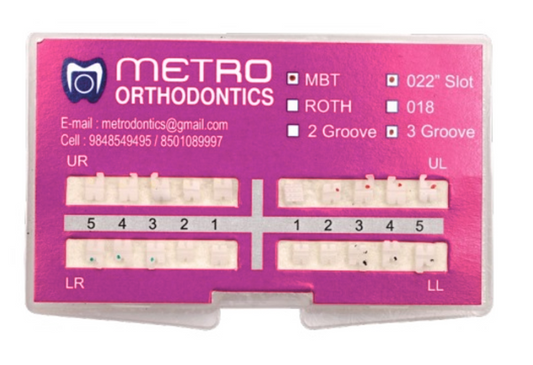 METRO
ORTHODONTICS
E-mail : metrodontics@gmail.com
Cell : 9848549495 / 8501089997
MBT
022" Slot
ROTH
018
2 Groove
3 Groove
UR
UL
5 4 3 2 1
1 2 3 4 5
LR
LL